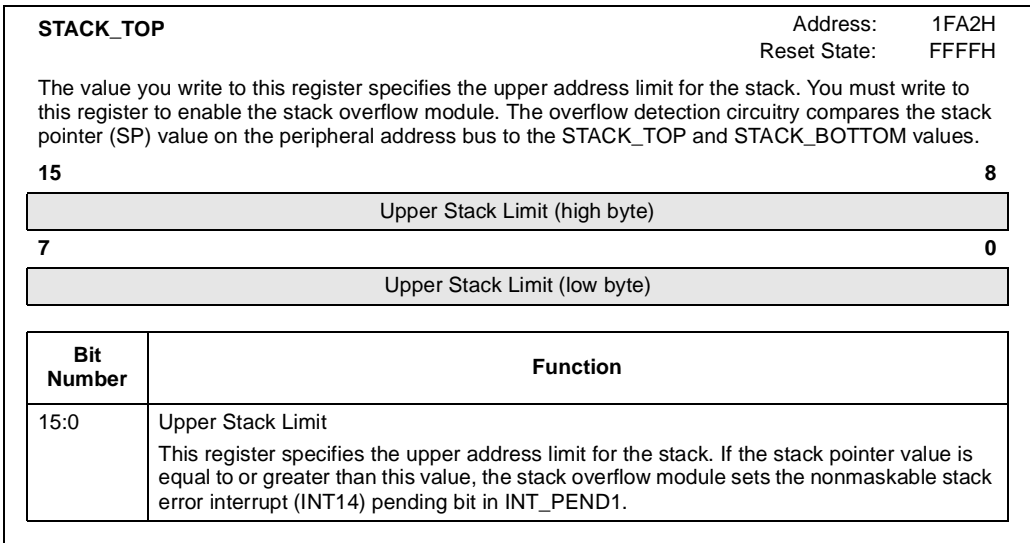 STACK_TOP Address: 1FA2H
Reset State: FFFFH
The value you write to this register specifies the upper address limit for the stack. You must write to
this register to enable the stack overflow module. The overflow detection circuitry compares the stack
pointer (SP) value on the peripheral address bus to the STACK_TOP and STACK_BOTTOM values.
15 8
Upper Stack Limit (high byte)
7 0
Upper Stack Limit (low byte)
Bit
Number
Function
15:0 Upper Stack Limit
This register specifies the upper address limit for the stack. If the stack pointer value is
equal to or greater than this value, the stack overflow module sets the nonmaskable stack
error interrupt (INT14) pending bit in INT_PEND1.